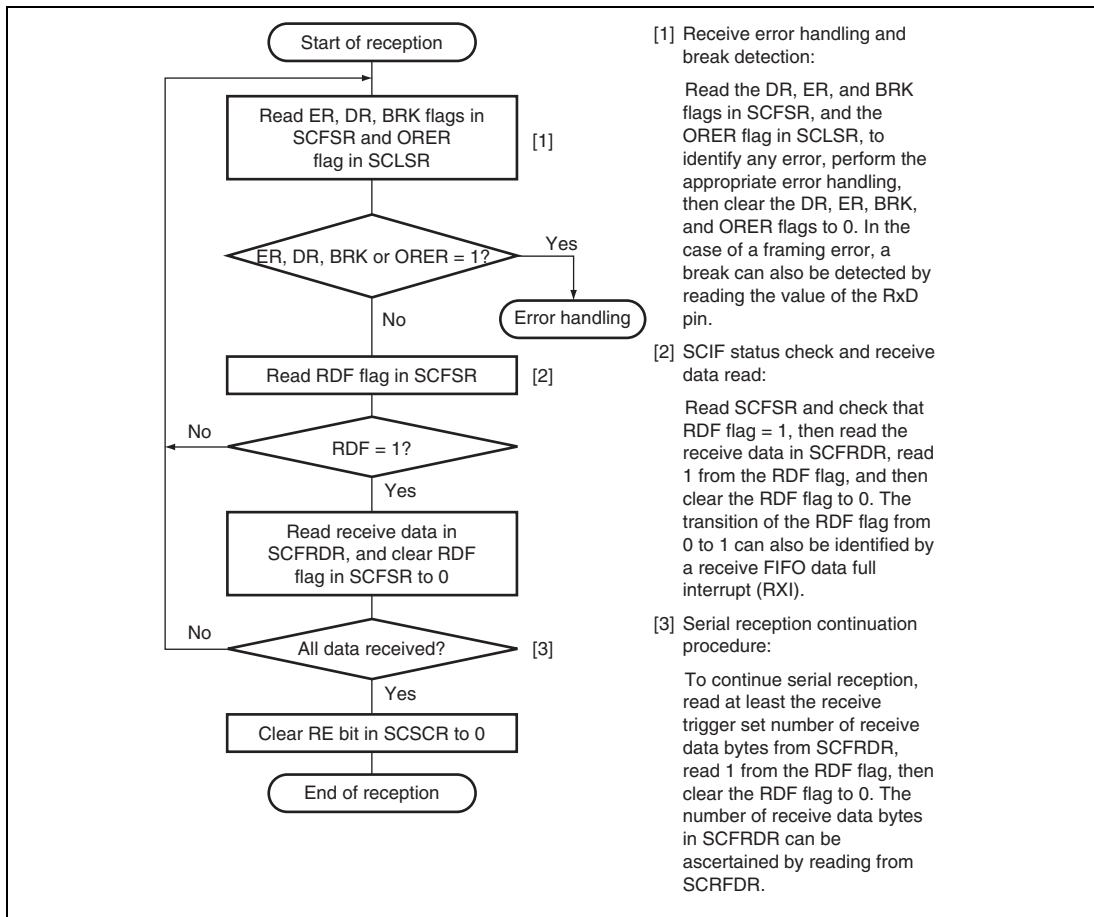 Start of reception
Read ER, DR, BRK flags in
SCFSR and ORER
flag in SCLSR
[1]
ER, DR, BRK or ORER = 1?
Yes
Error handling
No
Read RDF flag in SCFSR
[2]
No
RDF = 1?
Yes
Read receive data in
SCFRDR, and clear RDF
flag in SCFSR to 0
No
All data received?
[3]
Yes
Clear RE bit in SCSCR to 0
End of reception
[1] Receive error handling and
break detection:
Read the DR, ER, and BRK
flags in SCFSR, and the
ORER flag in SCLSR, to
identify any error, perform the
appropriate error handling,
then clear the DR, ER, BRK,
and ORER flags to 0. In the
case of a framing error, a
break can also be detected by
reading the value of the RxD
pin.
[2] SCIF status check and receive
data read:
Read SCFSR and check that
RDF flag = 1, then read the
receive data in SCFRDR, read
1 from the RDF flag, and then
clear the RDF flag to 0. The
transition of the RDF flag from
0 to 1 can also be identified by
a receive FIFO data full
interrupt (RXI).
[3] Serial reception continuation
procedure:
To continue serial reception,
read at least the receive
trigger set number of receive
data bytes from SCFRDR,
read 1 from the RDF flag, then
clear the RDF flag to 0. The
number of receive data bytes
in SCFRDR can be
ascertained by reading from
SCRFDR.